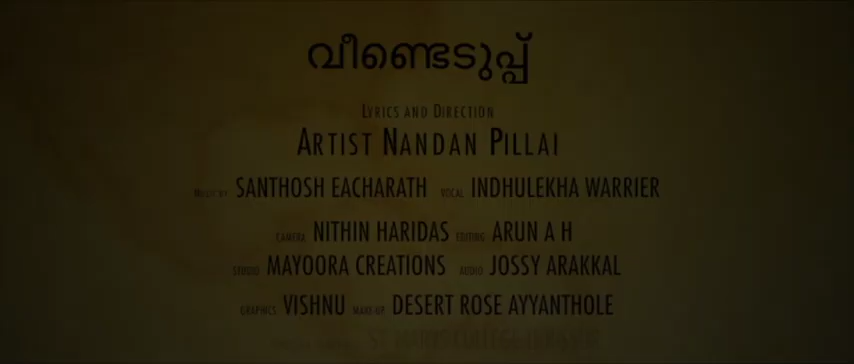 വീണ്ടെടുപ്പ്
LYRICS AND DIRECTION
ARTIST NANDAN PILLAI
MUSIC BY SANTHOSH EACHARATH VOCAL INDHULEKHA WARRIER
CAMERA NITHIN HARIDAS EDITING ARUN A H
STUDIO MAYOORA CREATIONS AUDIO JOSSY ARAKKAL
GRAPHICS VISHNU MAKE-UP DESERT ROSE AYYANTHOLE